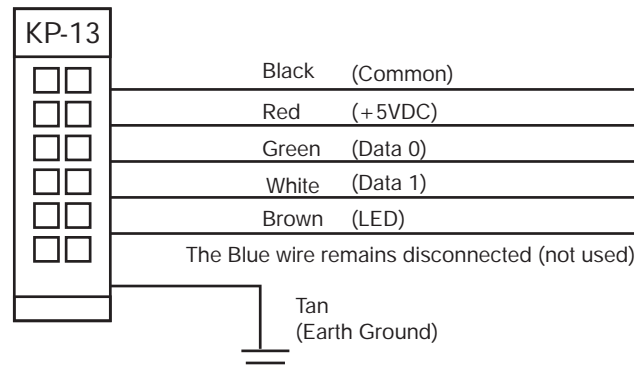 KP-13
Black (Common)
Red (+5VDC)
Green (Data 0)
White (Data 1)
Brown (LED)
The Blue wire remains disconnected (not used)
Tan
(Earth Ground)